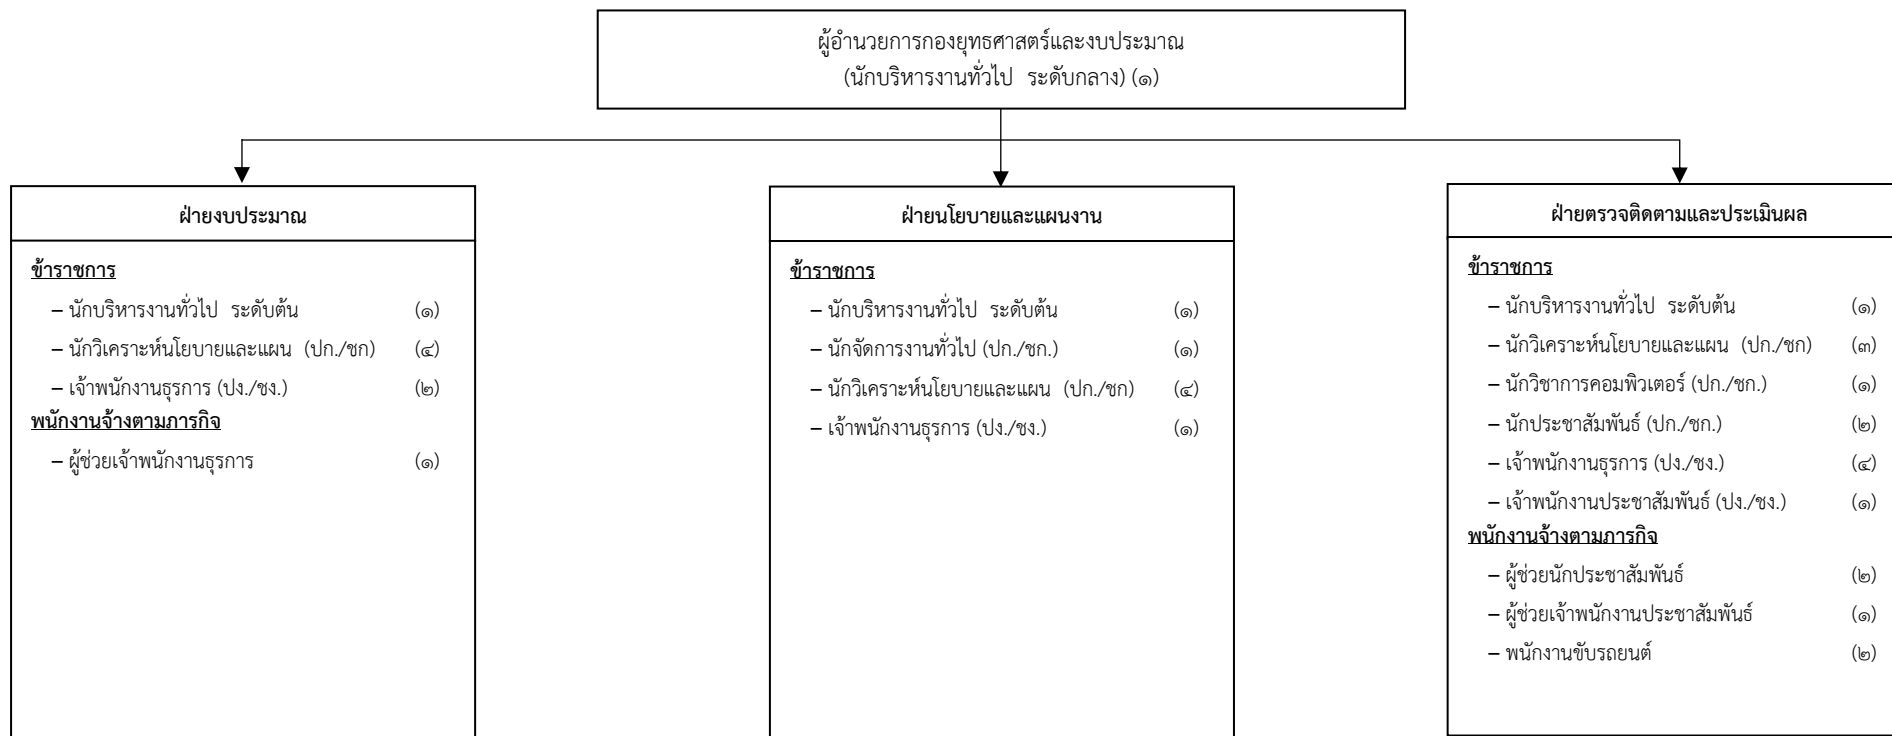 ผู้อำนวยการกองยุทธศาสตร์และงบประมาณ
(นักบริหารงานทั่วไป ระดับกลาง) (๑)
ฝ่ายงบประมาณ
ข้าราชการ
– นักบริหารงานทั่วไป ระดับต้น (๑)
– นักวิเคราะห์นโยบายและแผน (ปก./ชก) (๔)
– เจ้าพนักงานธุรการ (ปง./ชง.) (๒)
พนักงานจ้างตามภารกิจ
– ผู้ช่วยเจ้าพนักงานธุรการ (๑)
ฝ่ายนโยบายและแผนงาน
ข้าราชการ
– นักบริหารงานทั่วไป ระดับต้น (๑)
– นักจัดการงานทั่วไป (ปก./ชก.) (๑)
– นักวิเคราะห์นโยบายและแผน (ปก./ชก) (๔)
– เจ้าพนักงานธุรการ (ปง./ชง.) (๑)
ฝ่ายตรวจติดตามและประเมินผล
ข้าราชการ
– นักบริหารงานทั่วไป ระดับต้น (๑)
– นักวิเคราะห์นโยบายและแผน (ปก./ชก) (๓)
– นักวิชาการคอมพิวเตอร์ (ปก./ชก.) (๑)
– นักประชาสัมพันธ์ (ปก./ชก.) (๒)
– เจ้าพนักงานธุรการ (ปง./ชง.) (๔)
– เจ้าพนักงานประชาสัมพันธ์ (ปง./ชง.) (๑)
พนักงานจ้างตามภารกิจ
– ผู้ช่วยนักประชาสัมพันธ์ (๒)
– ผู้ช่วยเจ้าพนักงานประชาสัมพันธ์ (๑)
– พนักงานขับรถยนต์ (๒)